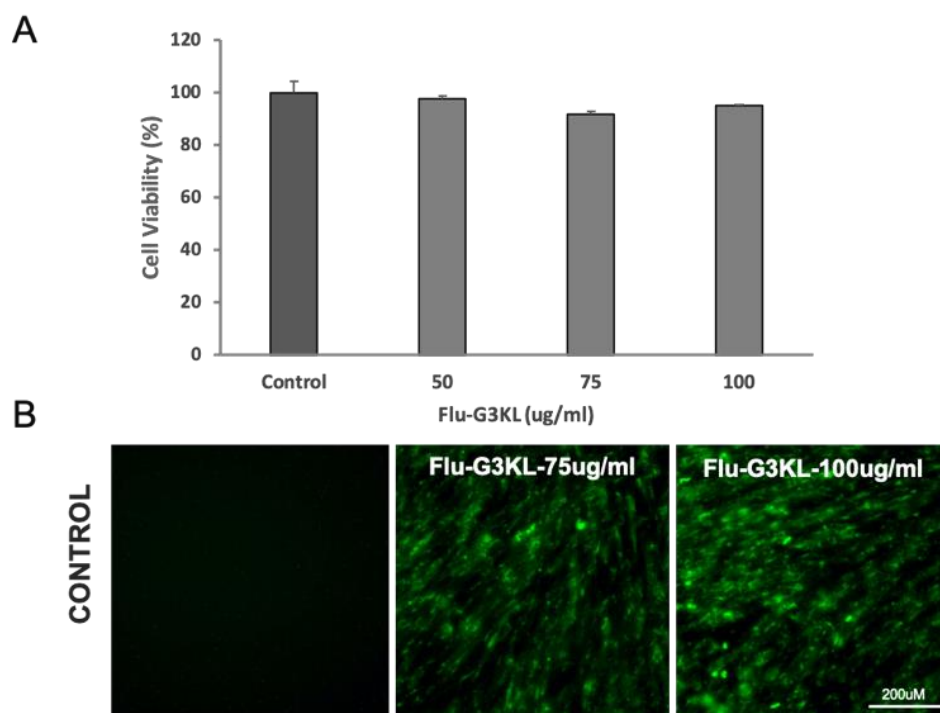 A
120
100
80
60
40
20
0
Cell Viability (%)
Control 50 75 100
Flu-G3KL (ug/ml)
B
CONTROL
Flu-G3KL-75ug/ml
Flu-G3KL-100ug/ml
200uM